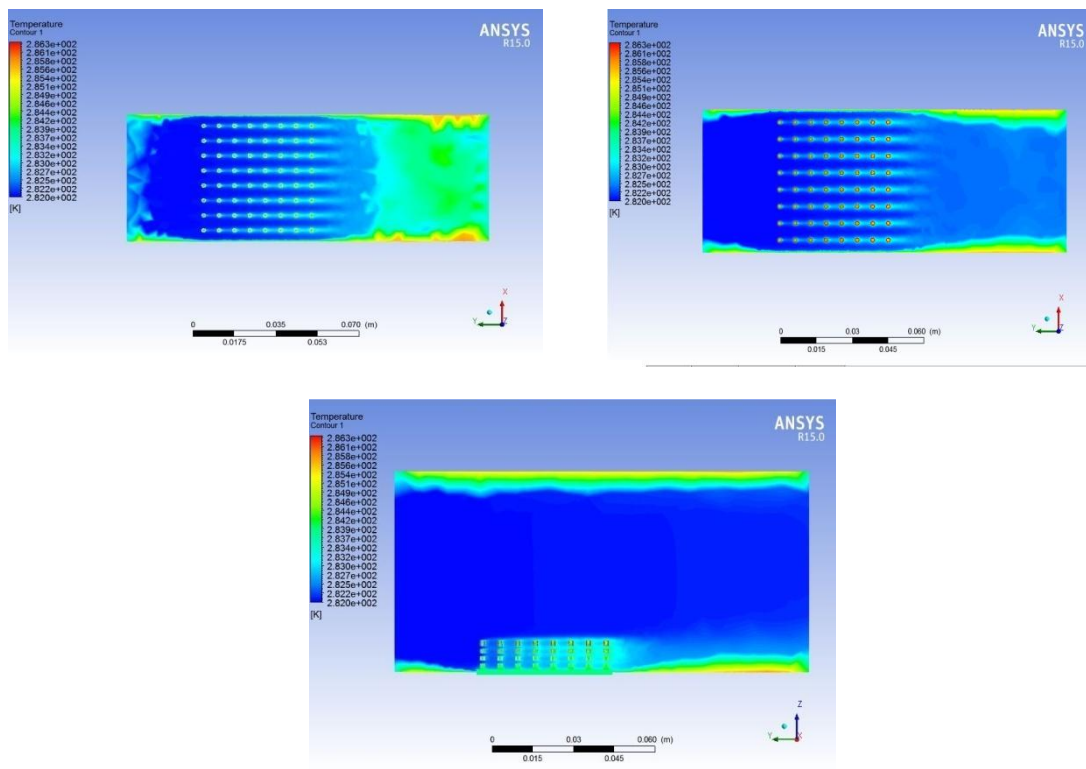 Temperature
Contour 1
2.863e+002
2.861e+002
2.858e+002
2.856e+002
2.854e+002
2.851e+002
2.849e+002
2.846e+002
2.844e+002
2.842e+002
2.839e+002
2.837e+002
2.834e+002
2.832e+002
2.830e+002
2.827e+002
2.825e+002
2.822e+002
2.820e+002
[K]
ANSYS
R15.0
X
Y
Z
0 0.035 0.070 (m)
0.0175 0.053
Temperature
Contour 1
2.863e+002
2.861e+002
2.858e+002
2.856e+002
2.854e+002
2.851e+002
2.849e+002
2.846e+002
2.844e+002
2.842e+002
2.839e+002
2.837e+002
2.834e+002
2.832e+002
2.830e+002
2.827e+002
2.825e+002
2.822e+002
2.820e+002
[K]
ANSYS
R15.0
X
Y
Z
0 0.03 0.060 (m)
0.015 0.045
Temperature
Contour 1
2.863e+002
2.861e+002
2.858e+002
2.856e+002
2.854e+002
2.851e+002
2.849e+002
2.846e+002
2.844e+002
2.842e+002
2.839e+002
2.837e+002
2.834e+002
2.832e+002
2.830e+002
2.827e+002
2.825e+002
2.822e+002
2.820e+002
[K]
ANSYS
R15.0
Z
Y
X
0 0.03 0.060 (m)
0.015 0.045